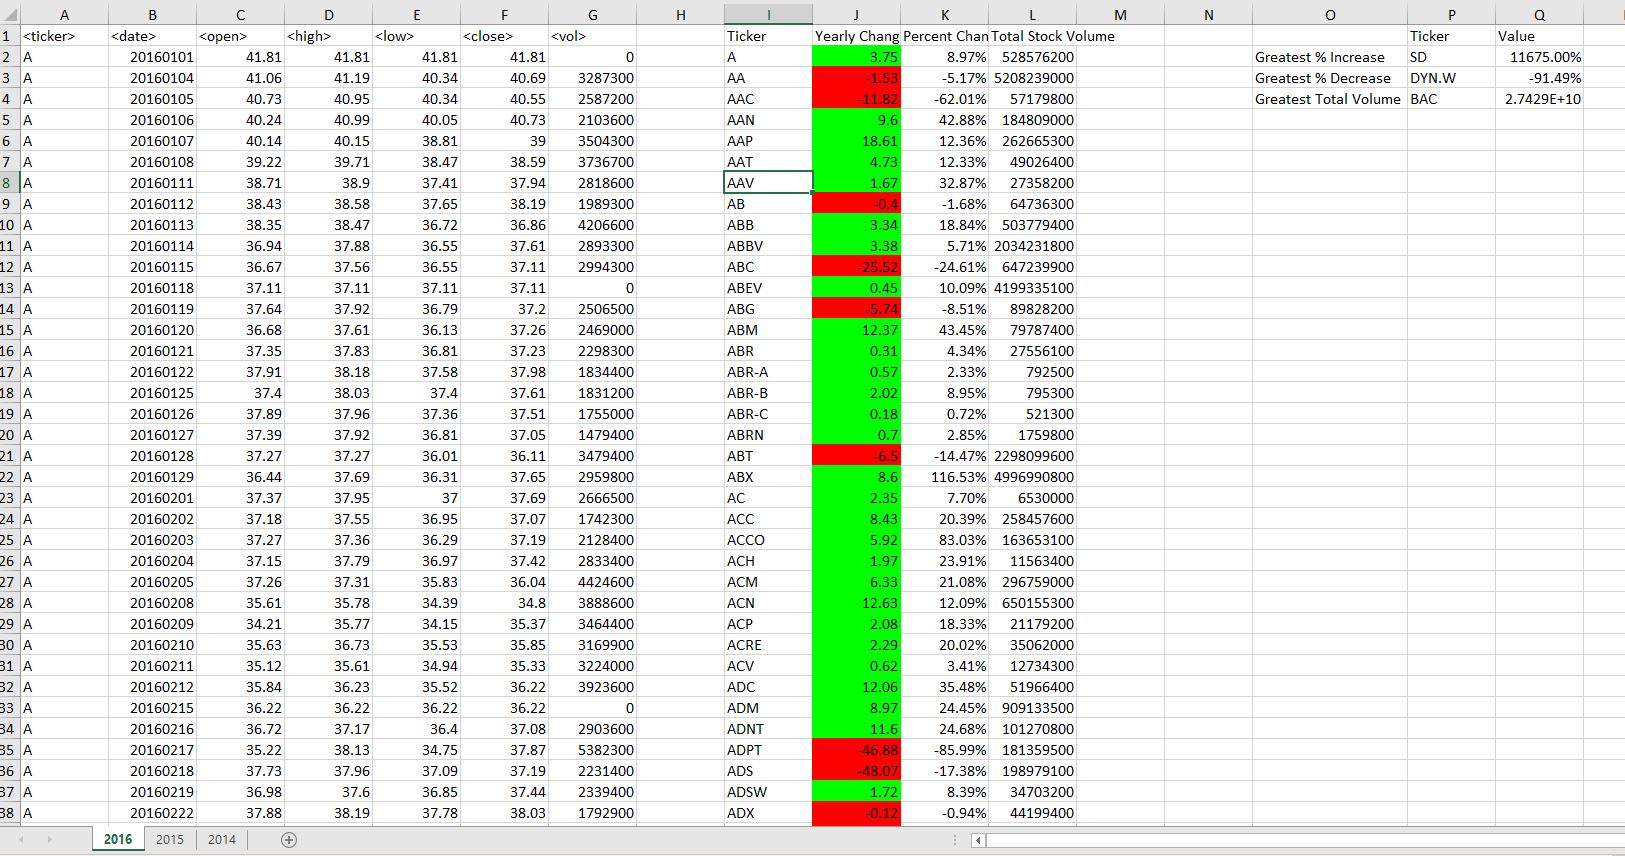 A B C D E F G H I J K L M N O P Q
1 <ticker> <date> <open> <high> <low> <close> <vol> Ticker Yearly Chang Percent Chan Total Stock Volume Ticker Value
2 A 20160101 41.81 41.81 41.81 41.81 0 A 3.75 8.97% 528576200 Greatest % Increase SD 11675.00%
3 A 20160104 41.06 41.19 40.34 40.69 3287300 AA -1.53 -5.17% 5208239000 Greatest % Decrease DYN.W -91.49%
4 A 20160105 40.73 40.95 40.34 40.55 2587200 AAC -11.82 -62.01% 57179800 Greatest Total Volume BAC 2.7429E+10
5 A 20160106 40.24 40.99 40.05 40.73 2103600 AAN 9.6 42.88% 184809000
6 A 20160107 40.14 40.15 38.81 39 3504300 AAP 18.61 12.36% 262665300
7 A 20160108 39.22 39.71 38.47 38.59 3736700 AAT 4.73 12.33% 49026400
8 A 20160111 38.71 38.9 37.41 37.94 2818600 AAV 1.67 32.87% 27358200
9 A 20160112 38.43 38.58 37.65 38.19 1989300 AB -0.4 -1.68% 64736300
10 A 20160113 38.35 38.47 36.72 36.86 4206600 ABB 3.34 18.84% 503779400
11 A 20160114 36.94 37.88 36.55 37.61 2893300 ABBV 3.38 5.71% 2034231800
12 A 20160115 36.67 37.56 36.55 37.11 2994300 ABC -25.52 -24.61% 647239900
13 A 20160118 37.11 37.11 37.11 37.11 0 ABEV 0.45 10.09% 4199335100
14 A 20160119 37.64 37.92 36.79 37.2 2506500 ABG -5.74 -8.51% 89828200
15 A 20160120 36.68 37.61 36.13 37.26 2469000 ABM 12.37 43.45% 79787400
16 A 20160121 37.35 37.83 36.81 37.23 2298300 ABR 0.31 4.34% 27556100
17 A 20160122 37.91 38.18 37.58 37.98 1834400 ABR-A 0.57 2.33% 792500
18 A 20160125 37.4 38.03 37.4 37.61 1831200 ABR-B 2.02 8.95% 795300
19 A 20160126 37.89 37.96 37.36 37.51 1755000 ABR-C 0.18 0.72% 521300
20 A 20160127 37.39 37.92 36.81 37.05 1479400 ABRN 0.7 2.85% 1759800
21 A 20160128 37.27 37.27 36.01 36.11 3479400 ABT -6.5 -14.47% 2298099600
22 A 20160129 36.44 37.69 36.31 37.65 2959800 ABX 8.6 116.53% 4996990800
23 A 20160201 37.37 37.95 37 37.69 2666500 AC 2.35 7.70% 6530000
24 A 20160202 37.18 37.55 36.95 37.07 1742300 ACC 8.43 20.39% 258457600
25 A 20160203 37.27 37.36 36.29 37.19 2128400 ACCO 5.92 83.03% 163653100
26 A 20160204 37.15 37.79 36.97 37.42 2833400 ACH 1.97 23.91% 11563400
27 A 20160205 37.26 37.31 35.83 36.04 4424600 ACM 6.33 21.08% 296759000
28 A 20160208 35.61 35.78 34.39 34.8 3888600 ACN 12.63 12.09% 650155300
29 A 20160209 34.21 35.77 34.15 35.37 3464400 ACP 2.08 18.33% 21179200
30 A 20160210 35.63 36.73 35.53 35.85 3169900 ACRE 2.29 20.02% 35062000
31 A 20160211 35.12 35.61 34.94 35.33 3224000 ACV 0.62 3.41% 12734300
32 A 20160212 35.84 36.23 35.52 36.22 3923600 ADC 12.06 35.48% 51966400
33 A 20160215 36.22 36.22 36.22 36.22 0 ADM 8.97 24.45% 909133500
34 A 20160216 36.72 37.17 36.4 37.08 2903600 ADNT 11.6 24.68% 101270800
35 A 20160217 35.22 38.13 34.75 37.87 5382300 ADPT -46.88 -85.99% 181359500
36 A 20160218 37.73 37.96 37.09 37.19 2231400 ADS -48.07 -17.38% 198979100
37 A 20160219 36.98 37.6 36.85 37.44 2339400 ADSW 1.72 8.39% 34703200
38 A 20160222 37.88 38.19 37.78 38.03 1792900 ADX -0.12 -0.94% 44199400
2016 2015 2014